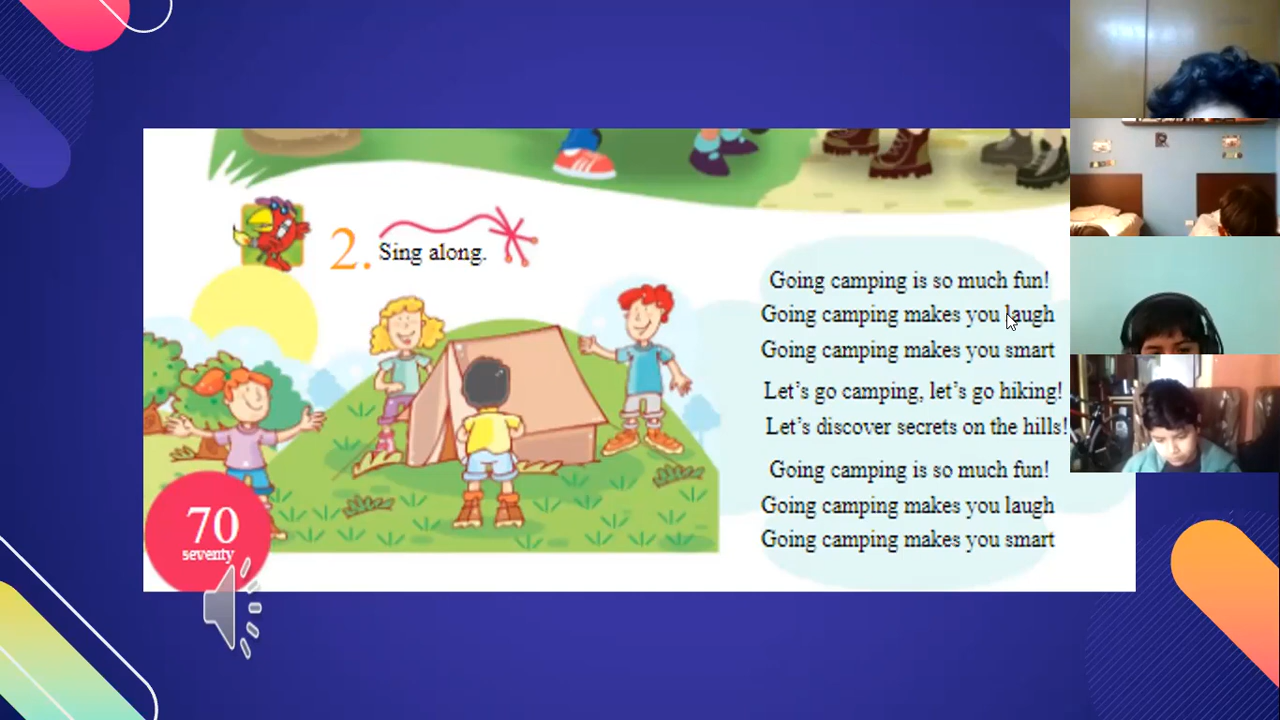 2. Sing along.
Going camping is so much fun!
Going camping makes you laugh
Going camping makes you smart
Let's go camping, let's go hiking!
Let's discover secrets on the hills!
Going camping is so much fun!
Going camping makes you laugh
Going camping makes you smart
70
seventy
R